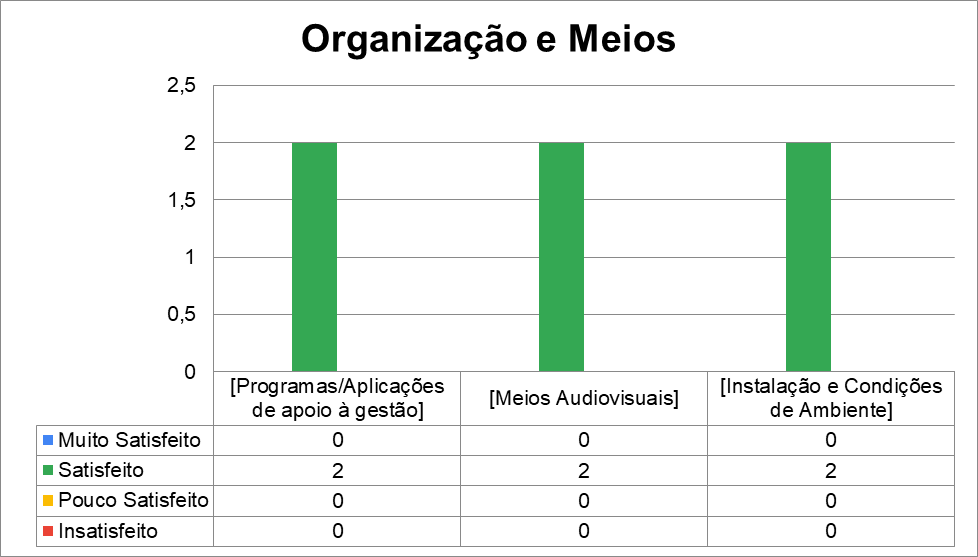 Organização e Meios
2,5
2
1,5
1
0,5
0
[Programas/Aplicações
de apoio à gestão]
[Meios Audiovisuais]
[Instalação e Condições
de Ambiente]
Muito Satisfeito 0 0 0
Satisfeito 2 2 2
Pouco Satisfeito 0 0 0
Insatisfeito 0 0 0